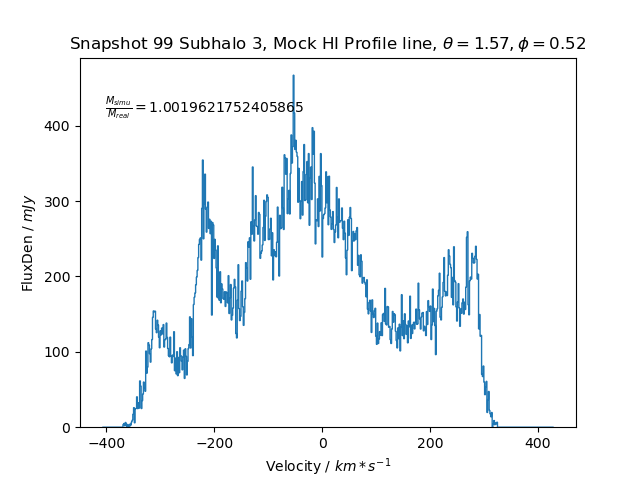 Snapshot 99 Subhalo 3, Mock HI Profile line, θ = 1.57, ϕ = 0.52
M_simu/M_real = 1.0019621752405865
FluxDen / mJy
400
300
200
100
0
−400 −200 0 200 400
Velocity / km * s⁻¹